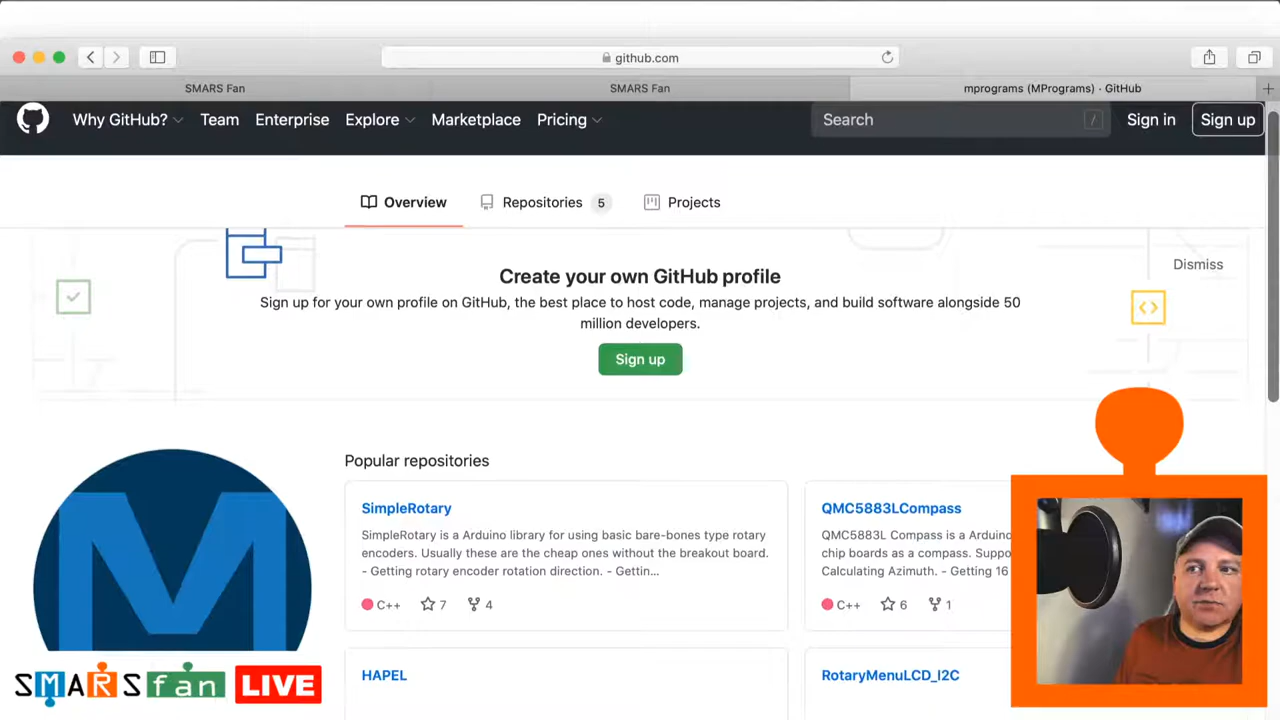 github.com
SMARS Fan
SMARS Fan
mprograms (MPrograms) · GitHub
Why GitHub?
Team
Enterprise
Explore
Marketplace
Pricing
Search
/
Sign in
Sign up
Overview
Repositories 5
Projects
Create your own GitHub profile
Dismiss
Sign up for your own profile on GitHub, the best place to host code, manage projects, and build software alongside 50
million developers.
Sign up
M
Popular repositories
SimpleRotary
SimpleRotary is a Arduino library for using basic bare-bones type rotary
encoders. Usually these are the cheap ones without the breakout board.
- Getting rotary encoder rotation direction. - Gettin...
C++ 7 4
QMC5883LCompass
QMC5883L Compass is a Arduino
chip boards as a compass. Suppo
Calculating Azimuth. - Getting 16
C++ 6 1
HAPEL
RotaryMenuLCD_I2C
SMARS fan LIVE